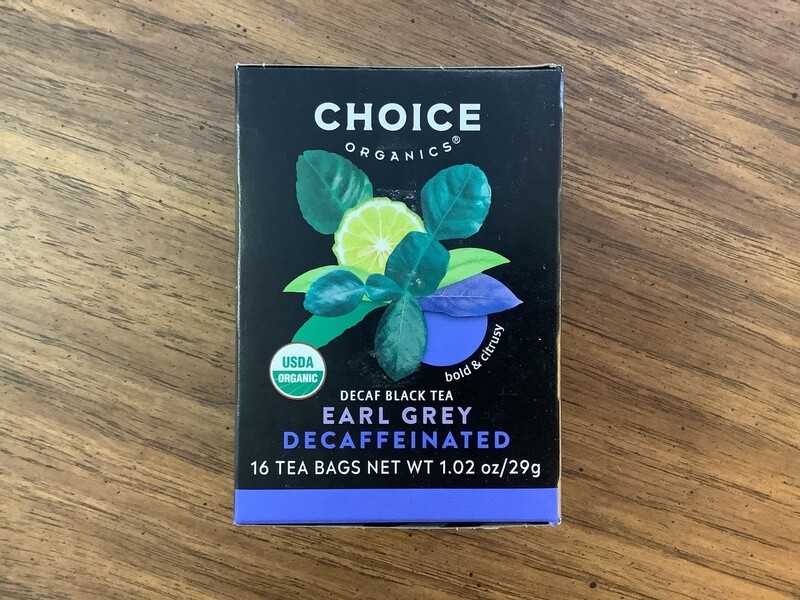 CHOICE
ORGANICS®
bold & citrusy
USDA
ORGANIC
DECAF BLACK TEA
EARL GREY
DECAFFEINATED
16 TEA BAGS NET WT 1.02 oz/29g